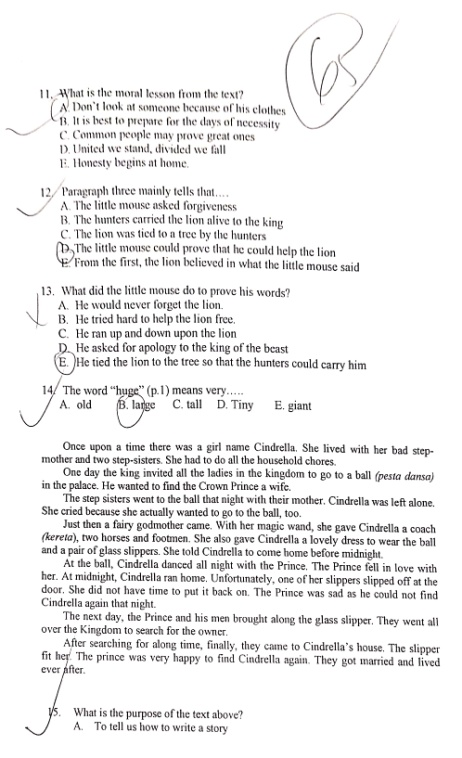 65
11. What is the moral lesson from the text?
A. Don't look at someone because of his clothes
B. It is best to prepare for the days of necessity
C. Common people may prove great ones
D. United we stand, divided we fall
E. Honesty begins at home.
12. Paragraph three mainly tells that....
A. The little mouse asked forgiveness
B. The hunters carried the lion alive to the king
C. The lion was tied to a tree by the hunters
D. The little mouse could prove that he could help the lion
E. From the first, the lion believed in what the little mouse said
13. What did the little mouse do to prove his words?
A. He would never forget the lion.
B. He tried hard to help the lion free.
C. He ran up and down upon the lion
D. He asked for apology to the king of the beast
E. He tied the lion to the tree so that the hunters could carry him
14. The word "huge" (p.1) means very.....
A. old B. large C. tall D. Tiny E. giant
Once upon a time there was a girl name Cindrella. She lived with her bad step-
mother and two step-sisters. She had to do all the household chores.
One day the king invited all the ladies in the kingdom to go to a ball (pesta dansa)
in the palace. He wanted to find the Crown Prince a wife.
The step sisters went to the ball that night with their mother. Cindrella was left alone.
She cried because she actually wanted to go to the ball, too.
Just then a fairy godmother came. With her magic wand, she gave Cindrella a coach
(kereta), two horses and footmen. She also gave Cindrella a lovely dress to wear the ball
and a pair of glass slippers. She told Cindrella to come home before midnight.
At the ball, Cindrella danced all night with the Prince. The Prince fell in love with
her. At midnight, Cindrella ran home. Unfortunately, one of her slippers slipped off at the
door. She did not have time to put it back on. The Prince was sad as he could not find
Cindrella again that night.
The next day, the Prince and his men brought along the glass slipper. They went all
over the Kingdom to search for the owner.
After searching for along time, finally, they came to Cindrella's house. The slipper
fit her. The prince was very happy to find Cindrella again. They got married and lived
ever after.
15. What is the purpose of the text above?
A. To tell us how to write a story